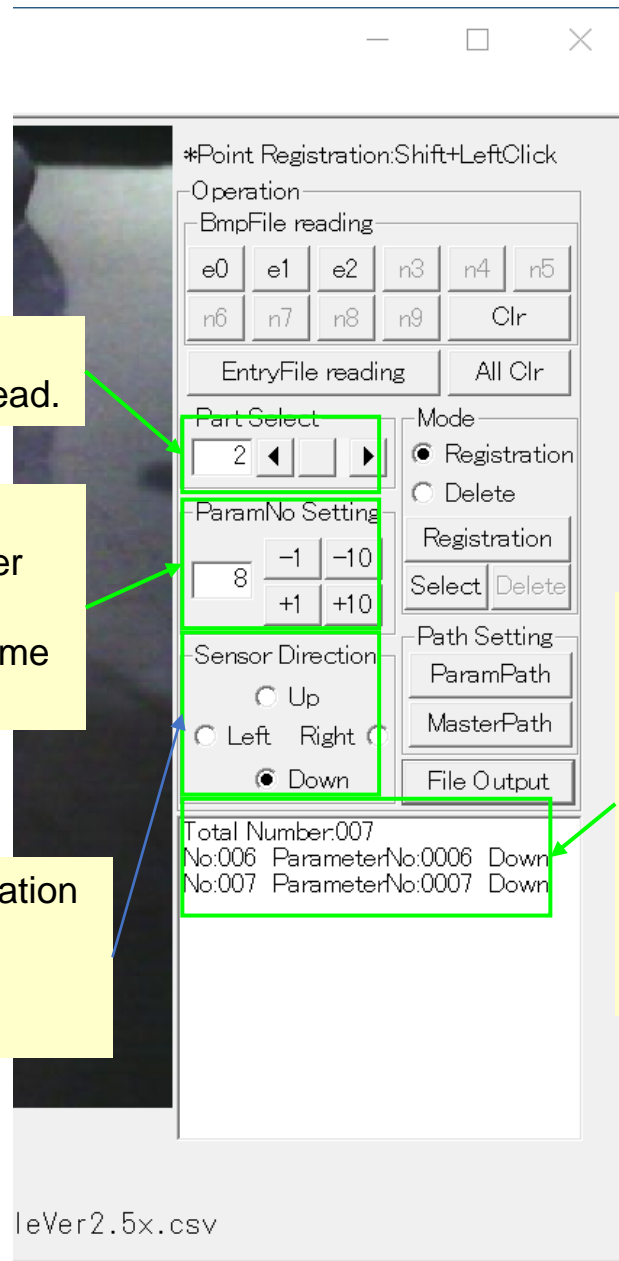 *Point Registration:Shift+LeftClick
Operation
BmpFile reading
e0 e1 e2 n3 n4 n5
n6 n7 n8 n9 Clr
EntryFile reading All Clr
ead.
Part Select
2
Mode
Registration
Delete
Registration
Select Delete
er
me
ParamNo Setting
8 -1 -10
+1 +10
Path Setting
ParamPath
MasterPath
File Output
Sensor Direction
Up
Left Right
Down
ation
Total Number:007
No:006 ParameterNo:0006 Down
No:007 ParameterNo:0007 Down
leVer2.5x.csv